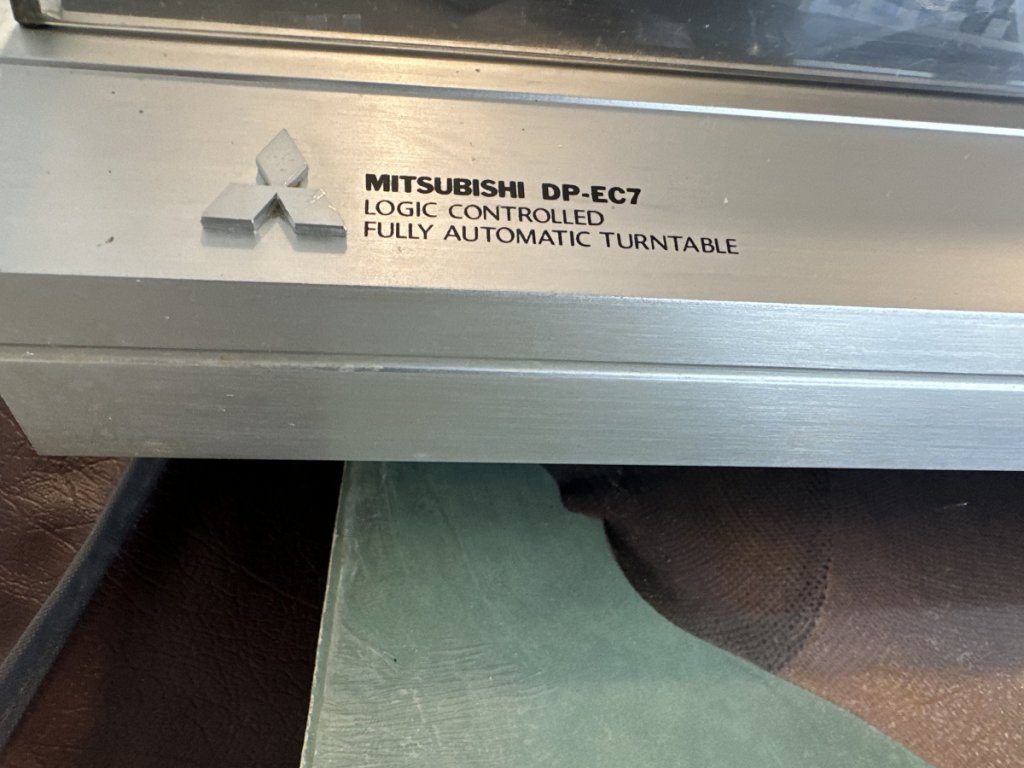 MITSUBISHI DP-EC7
LOGIC CONTROLLED
FULLY AUTOMATIC TURNTABLE